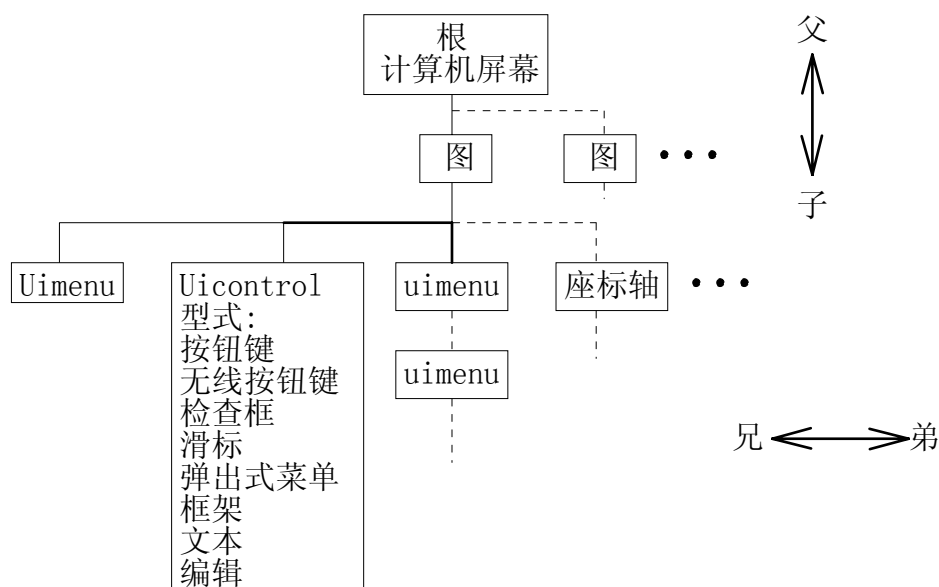 根
计算机屏幕
父
图
图
子
Uimenu
Uicontrol
型式:
按钮键
无线按钮键
检查框
滑标
弹出式菜单
框架
文本
编辑
uimenu
座标轴
uimenu
兄
弟